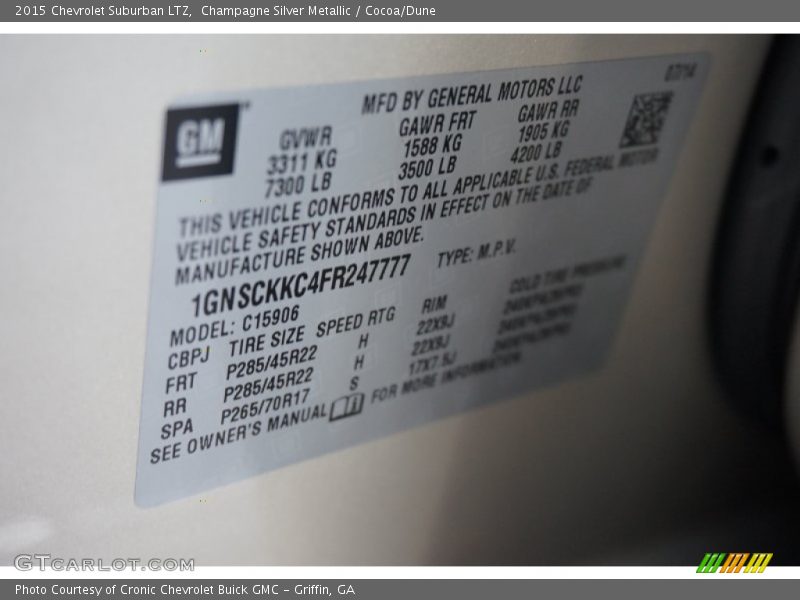 2015 Chevrolet Suburban LTZ,  Champagne Silver Metallic / Cocoa/Dune
07/14
MFD BY GENERAL MOTORS LLC
GM
GVWR GAWR FRT GAWR RR
3311 KG 1588 KG 1905 KG
7300 LB 3500 LB 4200 LB
THIS VEHICLE CONFORMS TO ALL APPLICABLE U.S. FEDERAL MOTOR
VEHICLE SAFETY STANDARDS IN EFFECT ON THE DATE OF
MANUFACTURE SHOWN ABOVE.
1GNSCKKC4FR247777 TYPE: M.P.V.
MODEL: C15906
CBPJ TIRE SIZE SPEED RTG RIM COLD TIRE PRESSURE
FRT P285/45R22 H 22X9J
RR P285/45R22 H 22X9J
SPA P265/70R17 S 17X7.5J
SEE OWNER'S MANUAL FOR MORE INFORMATION
GTCARLOT.COM
Photo Courtesy of Cronic Chevrolet Buick GMC - Griffin, GA